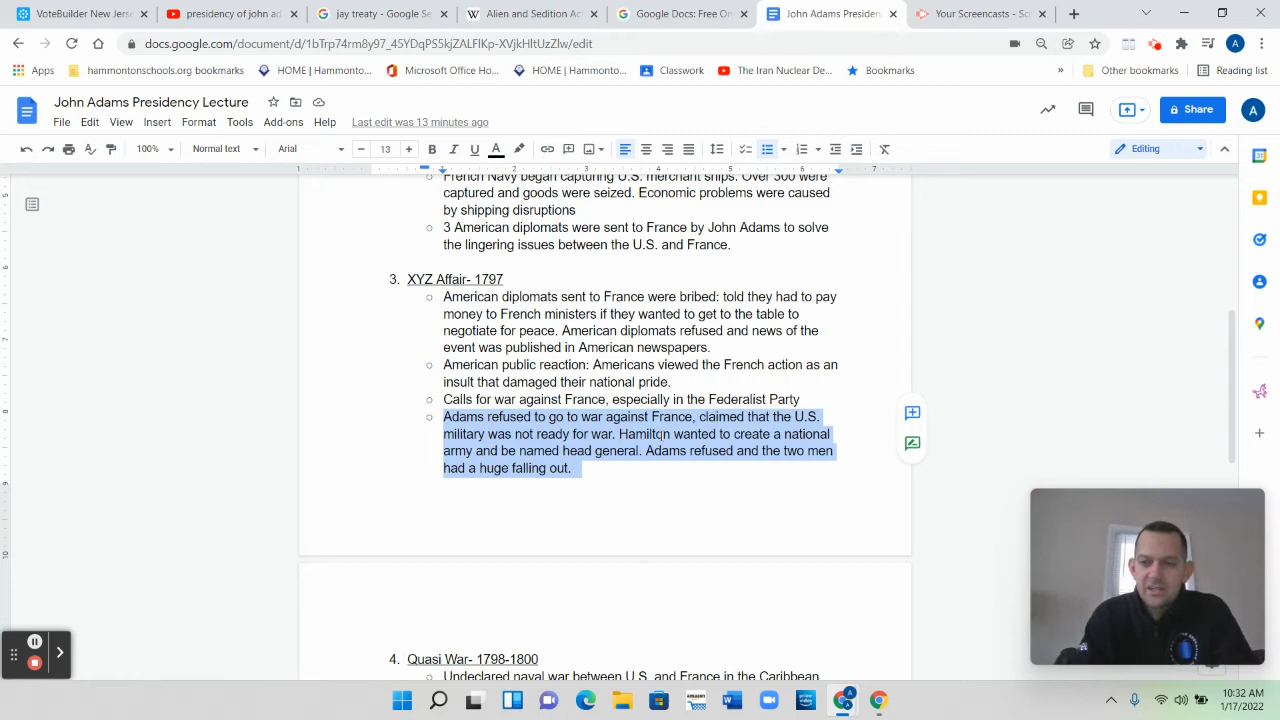 VoteBuilder New Jers
presidency of john ad
jay treaty - Google Se
Alien and Sedition Ac
Google Docs: Free On
John Adams Presidenc
Your Screencasts - Sc
docs.google.com/document/d/
/edit
Apps
hammontonschools.org bookmarks
HOME | Hammonto...
Microsoft Office Ho...
HOME | Hammonto...
Classwork
The Iran Nuclear De...
Bookmarks
»
Other bookmarks
Reading list
John Adams Presidency Lecture
File Edit View Insert Format Tools Add-ons Help Last edit was 13 minutes ago
Share
A
100%
Normal text
Arial
13
Editing
French Navy began capturing U.S. merchant ships. Over 300 were
captured and goods were seized. Economic problems were caused
by shipping disruptions
3 American diplomats were sent to France by John Adams to solve
the lingering issues between the U.S. and France.
3. XYZ Affair- 1797
American diplomats sent to France were bribed: told they had to pay
money to French ministers if they wanted to get to the table to
negotiate for peace. American diplomats refused and news of the
event was published in American newspapers.
American public reaction: Americans viewed the French action as an
insult that damaged their national pride.
Calls for war against France, especially in the Federalist Party
Adams refused to go to war against France, claimed that the U.S.
military was not ready for war. Hamilton wanted to create a national
army and be named head general. Adams refused and the two men
had a huge falling out.
4. Quasi War- 1798-1800
Undeclared naval war between U.S. and France in the Caribbean
10:32 AM
1/17/2022